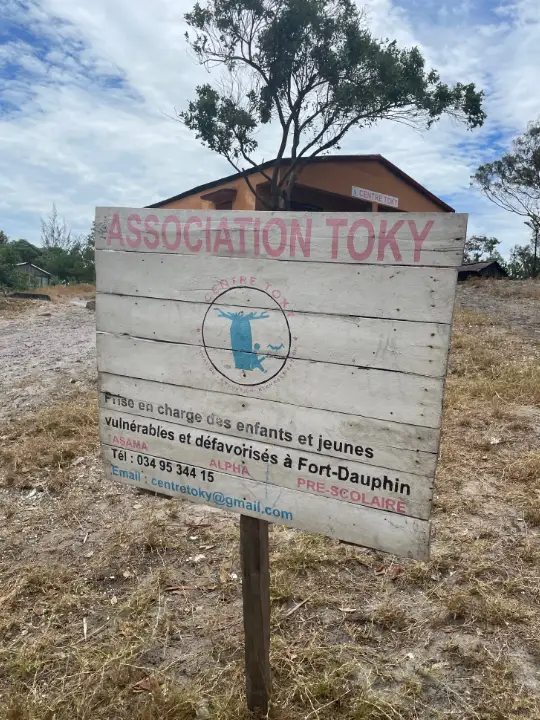 CENTRE TOKY
ASSOCIATION TOKY
CENTRE TOKY
Prise en charge des enfants et jeunes
vulnérables et défavorisés à Fort-Dauphin
ASAMA ALPHA PRE-SCOLAIRE
Tél : 034 95 344 15
Email : centretoky@gmail.com